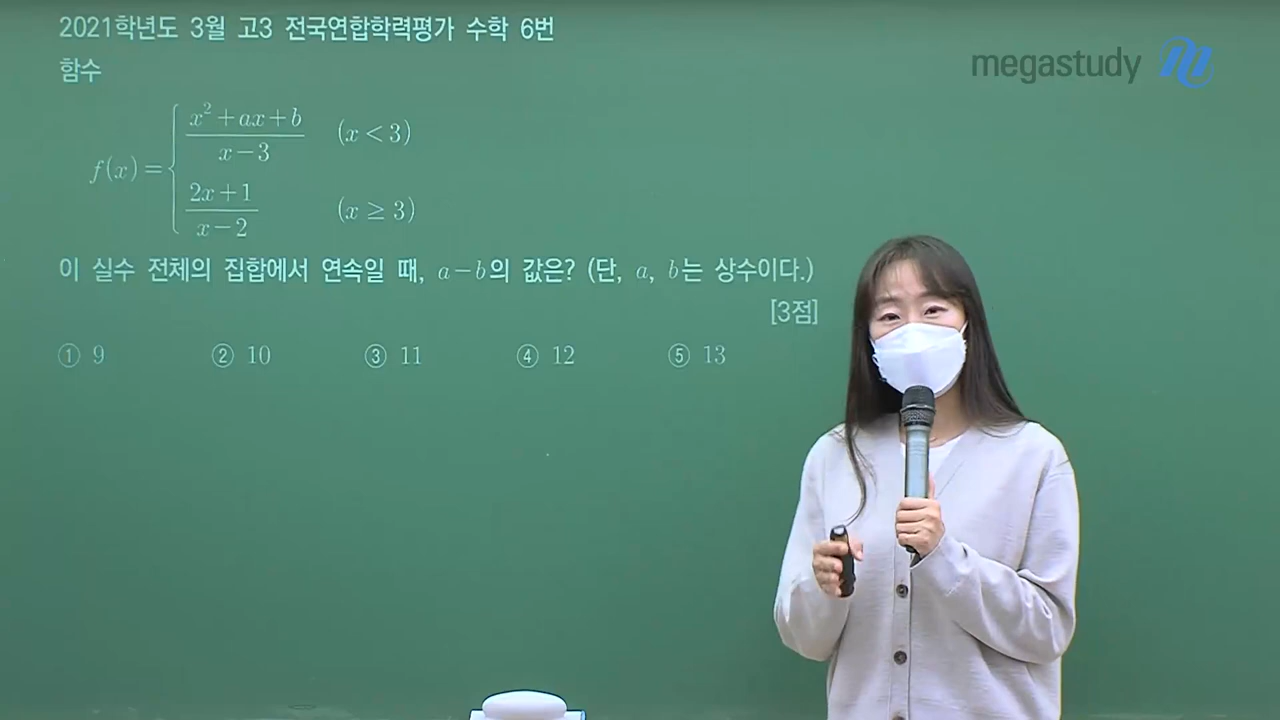 2021학년도 3월 고3 전국연합학력평가 수학 6번
megastudy
함수
f(x) = { (x² + ax + b)/(x − 3) (x < 3)
(2x + 1)/(x − 2) (x ≥ 3)
이 실수 전체의 집합에서 연속일 때, a−b의 값은? (단, a, b는 상수이다.)
[3점]
① 9 ② 10 ③ 11 ④ 12 ⑤ 13